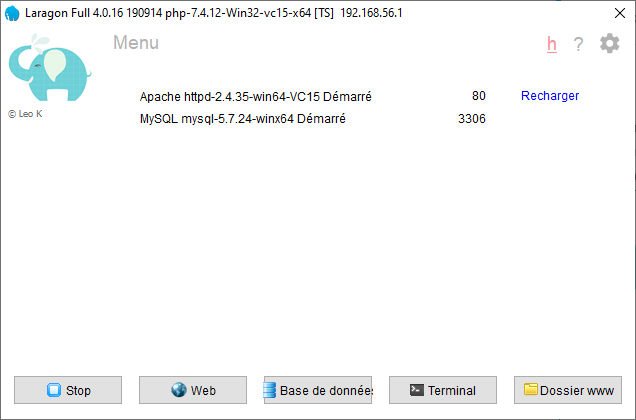 Laragon Full 4.0.16 190914 php-7.4.12-Win32-vc15-x64 [TS] 192.168.56.1
Menu h ?
© Leo K
Apache httpd-2.4.35-win64-VC15 Démarré 80 Recharger
MySQL mysql-5.7.24-winx64 Démarré 3306
Stop Web Base de données Terminal Dossier www